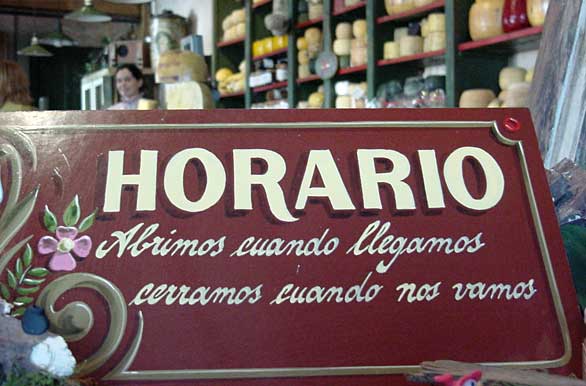 HORARIO
Abrimos cuando llegamos
cerramos cuando nos vamos